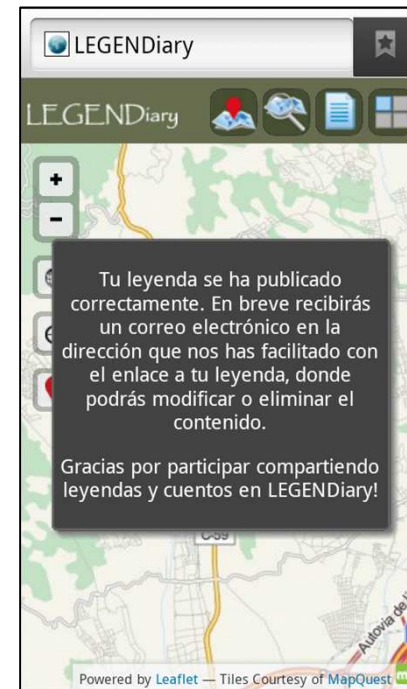 LEGENDiary
LEGENDiary
+
-
Tu leyenda se ha publicado
correctamente. En breve recibirás
un correo electrónico en la
dirección que nos has facilitado con
el enlace a tu leyenda, donde
podrás modificar o eliminar el
contenido.
Gracias por participar compartiendo
leyendas y cuentos en LEGENDiary!
C-59
Autovía de
Powered by Leaflet — Tiles Courtesy of MapQuest